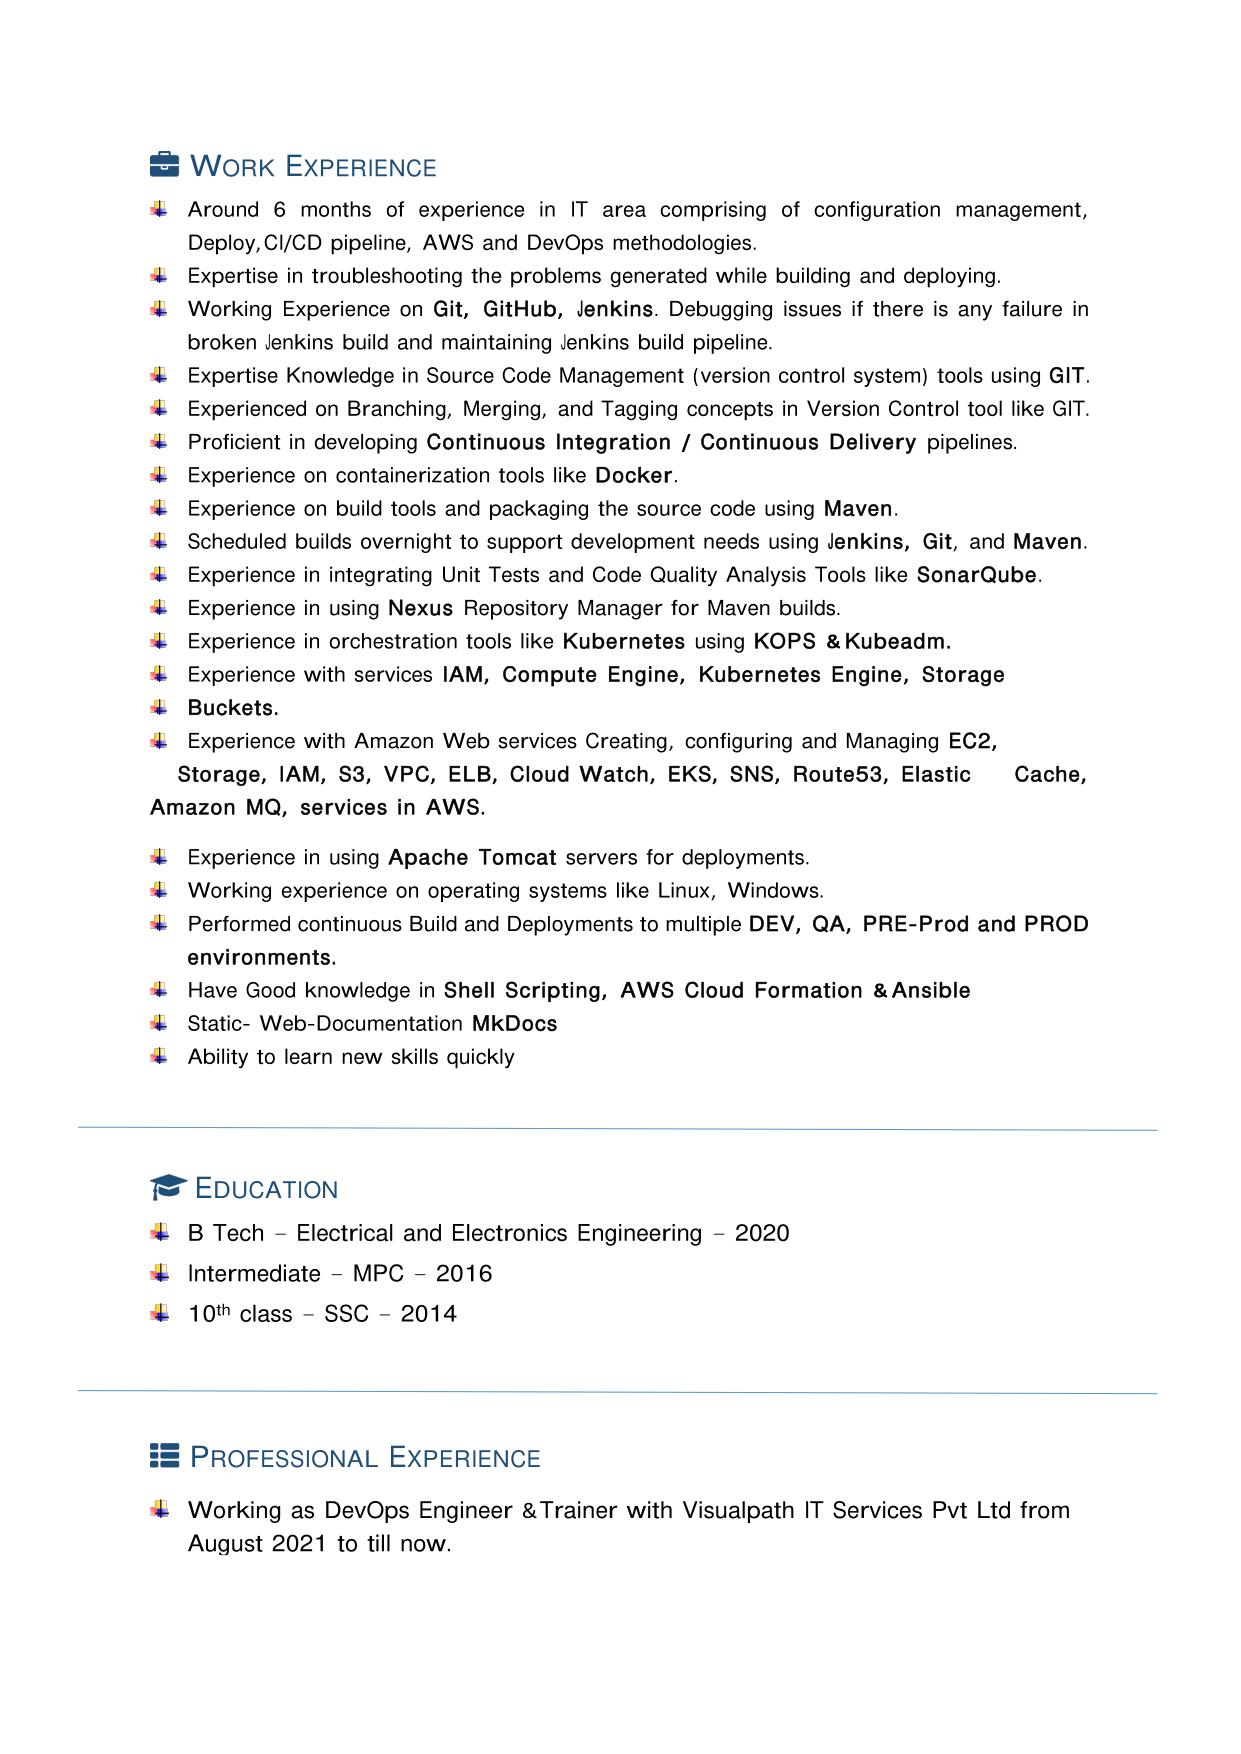 WORK EXPERIENCE
Around 6 months of experience in IT area comprising of configuration management,
Deploy,CI/CD pipeline, AWS and DevOps methodologies.
Expertise in troubleshooting the problems generated while building and deploying.
Working Experience on Git, GitHub, Jenkins. Debugging issues if there is any failure in
broken Jenkins build and maintaining Jenkins build pipeline.
Expertise Knowledge in Source Code Management (version control system) tools using GIT.
Experienced on Branching, Merging, and Tagging concepts in Version Control tool like GIT.
Proficient in developing Continuous Integration / Continuous Delivery pipelines.
Experience on containerization tools like Docker.
Experience on build tools and packaging the source code using Maven.
Scheduled builds overnight to support development needs using Jenkins, Git, and Maven.
Experience in integrating Unit Tests and Code Quality Analysis Tools like SonarQube.
Experience in using Nexus Repository Manager for Maven builds.
Experience in orchestration tools like Kubernetes using KOPS &Kubeadm.
Experience with services IAM, Compute Engine, Kubernetes Engine, Storage
Buckets.
Experience with Amazon Web services Creating, configuring and Managing EC2,
Storage, IAM, S3, VPC, ELB, Cloud Watch, EKS, SNS, Route53, Elastic Cache,
Amazon MQ, services in AWS.
Experience in using Apache Tomcat servers for deployments.
Working experience on operating systems like Linux, Windows.
Performed continuous Build and Deployments to multiple DEV, QA, PRE-Prod and PROD
environments.
Have Good knowledge in Shell Scripting, AWS Cloud Formation &Ansible
Static- Web-Documentation MkDocs
Ability to learn new skills quickly
EDUCATION
B Tech – Electrical and Electronics Engineering – 2020
Intermediate – MPC – 2016
10th class – SSC – 2014
PROFESSIONAL EXPERIENCE
Working as DevOps Engineer &Trainer with Visualpath IT Services Pvt Ltd from
August 2021 to till now.